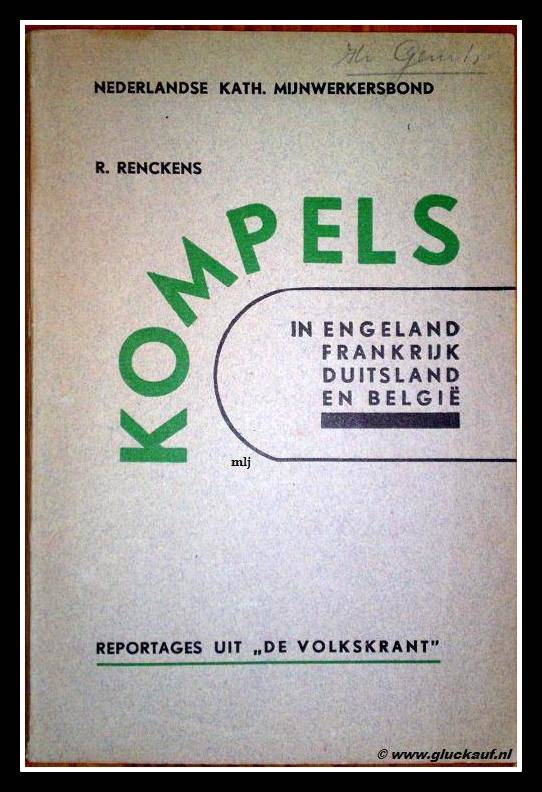 NEDERLANDSE KATH. MIJNWERKERSBOND
R. RENCKENS
KOMPELS
IN ENGELAND
FRANKRIJK
DUITSLAND
EN BELGIË
mlj
REPORTAGES UIT „DE VOLKSKRANT”
© www.gluckauf.nl